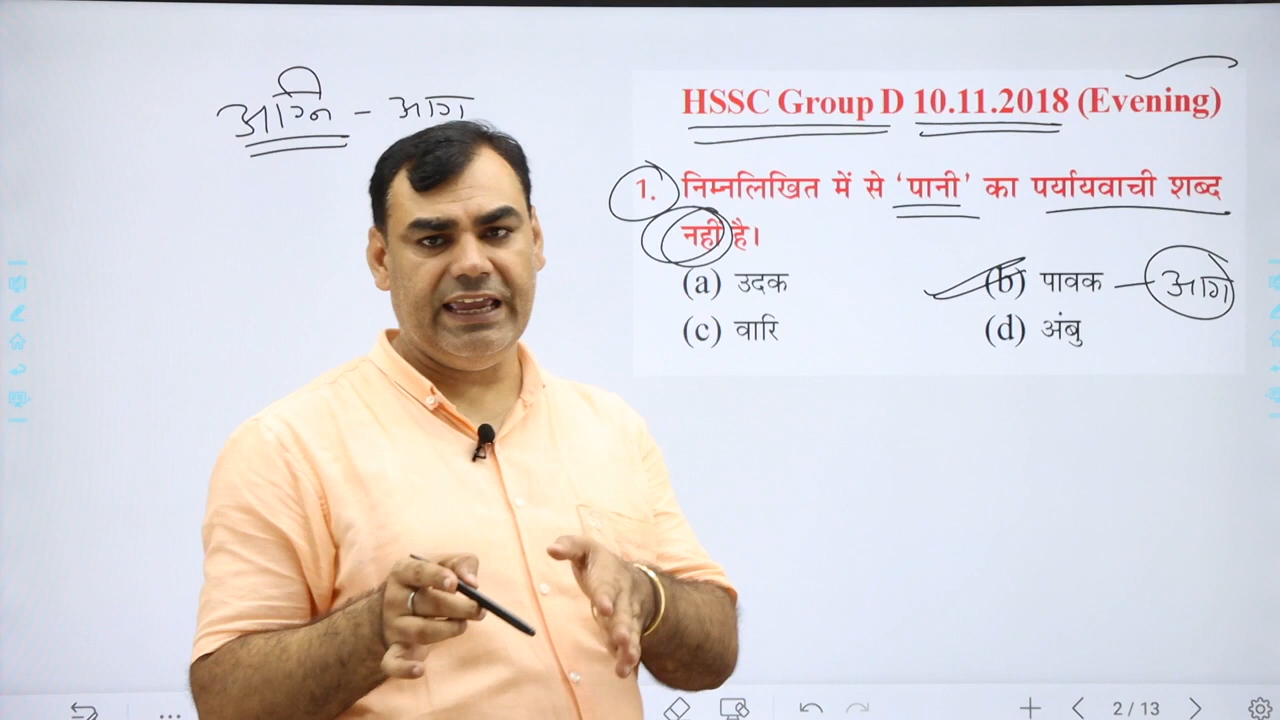 अग्नि - आग
HSSC Group D 10.11.2018 (Evening)
1. निम्नलिखित में से ‘पानी’ का पर्यायवाची शब्द
नहीं है।
(a) उदक (b) पावक — आग
(c) वारि (d) अंबु
2/13